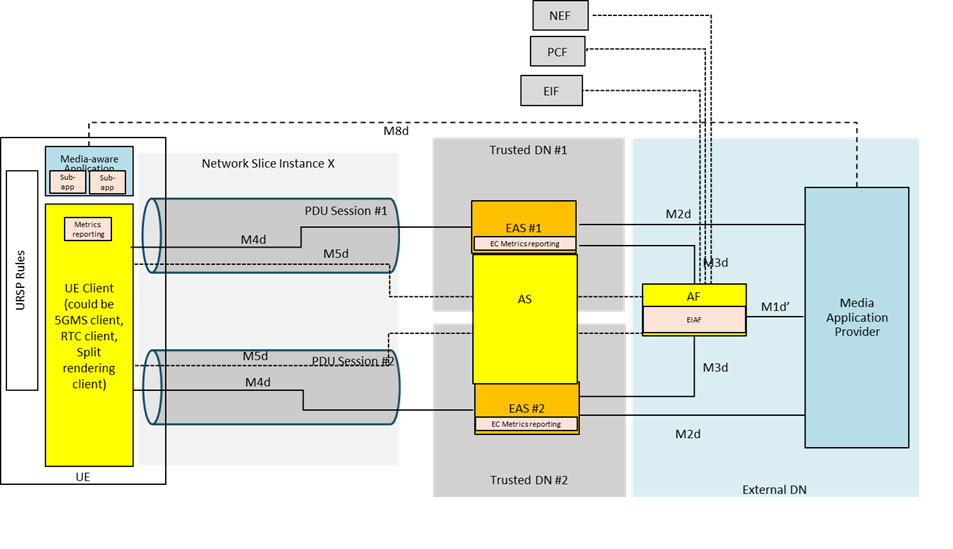 NEF
PCF
EIF
M8d
Media-aware
Application
Sub-
app
Sub-
app
Network Slice Instance X
Trusted DN #1
PDU Session #1
M4d
M5d
EAS #1
EC Metrics reporting
M2d
M3d
Metrics
reporting
URSP Rules
UE Client
(could be
5GMS client,
RTC client,
Split
rendering
client)
AS
AF
EIAF
M1d’
Media
Application
Provider
M5d
PDU Session #2
M4d
M3d
EAS #2
EC Metrics reporting
M2d
UE
Trusted DN #2
External DN